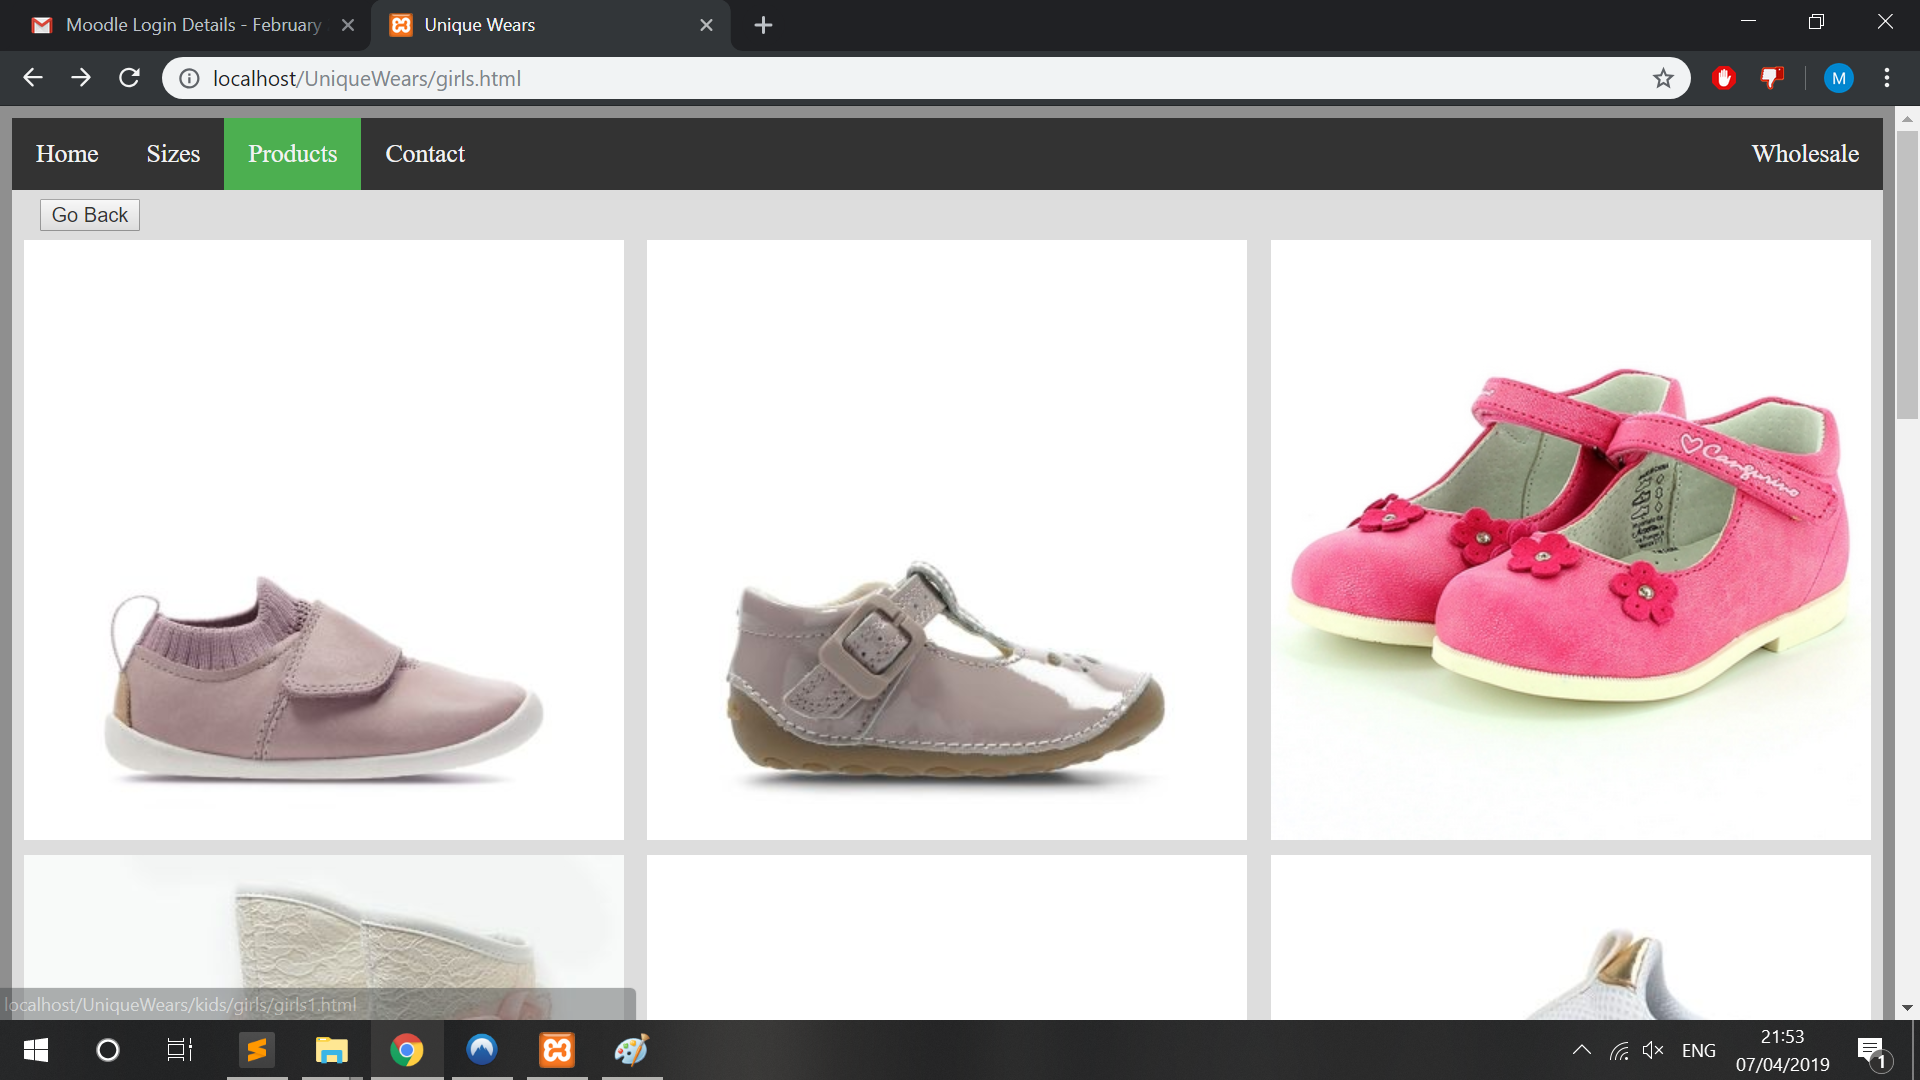 Moodle Login Details - February
Unique Wears
localhost/UniqueWears/girls.html
M
Home
Sizes
Products
Contact
Wholesale
Go Back
Cangurino
localhost/UniqueWears/kids/girls/girls1.html
ENG
21:53
07/04/2019
1